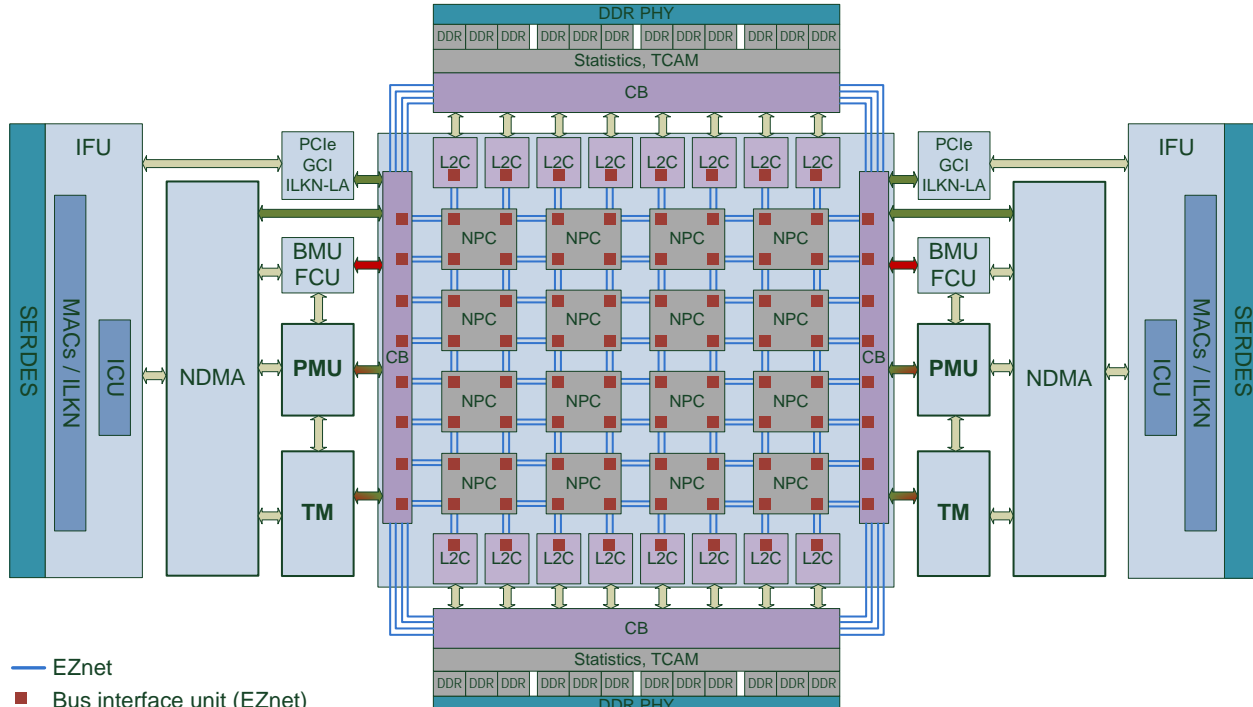 DDR PHY
DDR DDR DDR DDR DDR DDR DDR DDR DDR DDR DDR DDR
Statistics, TCAM
CB
IFU
PCIe
GCI
ILKN-LA
L2C L2C L2C L2C L2C L2C L2C L2C
PCIe
GCI
ILKN-LA
IFU
NPC NPC NPC NPC
BMU
FCU
BMU
FCU
NPC NPC NPC NPC
SERDES
MACs / ILKN
ICU
NDMA
PMU
CB
CB
PMU
NDMA
ICU
MACs / ILKN
SERDES
NPC NPC NPC NPC
TM
NPC NPC NPC NPC
TM
L2C L2C L2C L2C L2C L2C L2C L2C
CB
Statistics, TCAM
DDR DDR DDR DDR DDR DDR DDR DDR DDR DDR DDR DDR
DDR PHY
EZnet
Bus interface unit (EZnet)